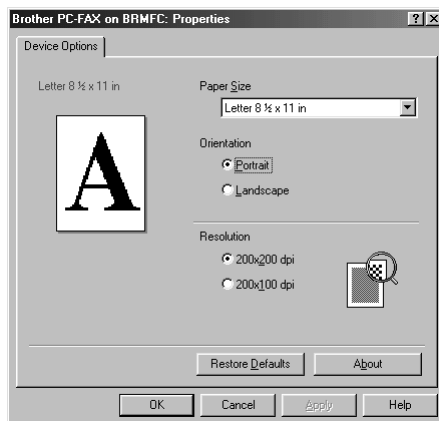 Brother PC-FAX on BRMFC: Properties
Device Options
Letter 8 ½ x 11 in
Paper Size
Letter 8 ½ x 11 in
A
Orientation
Portrait
Landscape
Resolution
200x200 dpi
200x100 dpi
Restore Defaults
About
OK
Cancel
Apply
Help